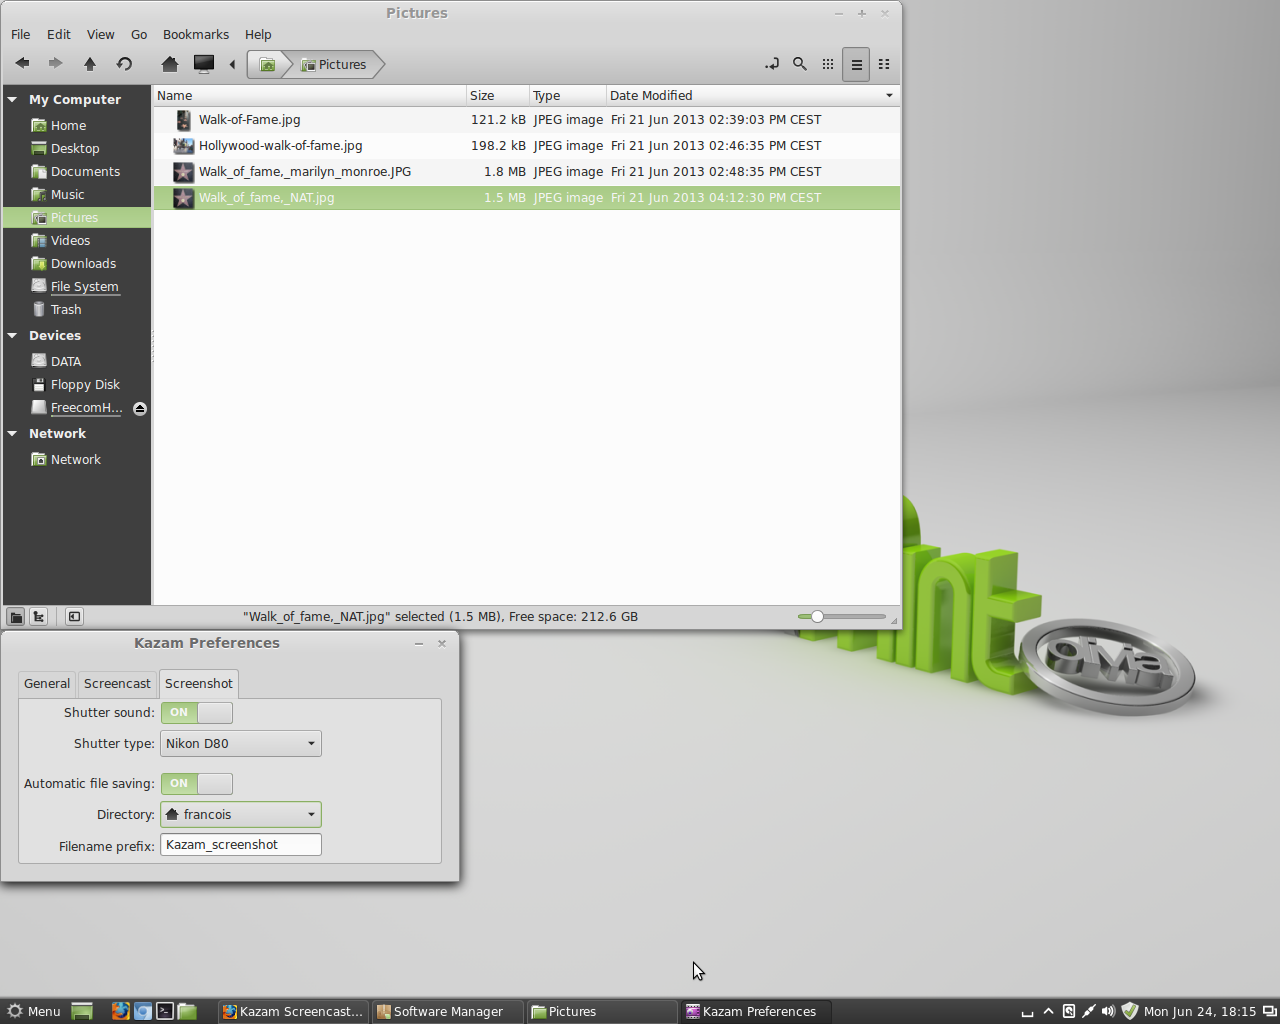 Pictures
File Edit View Go Bookmarks Help
Pictures
My Computer
Home
Desktop
Documents
Music
Pictures
Videos
Downloads
File System
Trash
Devices
DATA
Floppy Disk
FreecomH...
Network
Network
Name Size Type Date Modified
Walk-of-Fame.jpg 121.2 kB JPEG image Fri 21 Jun 2013 02:39:03 PM CEST
Hollywood-walk-of-fame.jpg 198.2 kB JPEG image Fri 21 Jun 2013 02:46:35 PM CEST
Walk_of_fame,_marilyn_monroe.JPG 1.8 MB JPEG image Fri 21 Jun 2013 02:48:35 PM CEST
Walk_of_fame,_NAT.jpg 1.5 MB JPEG image Fri 21 Jun 2013 04:12:30 PM CEST
"Walk_of_fame,_NAT.jpg" selected (1.5 MB), Free space: 212.6 GB
int
olivia
Kazam Preferences
General Screencast Screenshot
Shutter sound: ON
Shutter type: Nikon D80
Automatic file saving: ON
Directory: francois
Filename prefix: Kazam_screenshot
Menu Kazam Screencast... Software Manager Pictures Kazam Preferences Mon Jun 24, 18:15